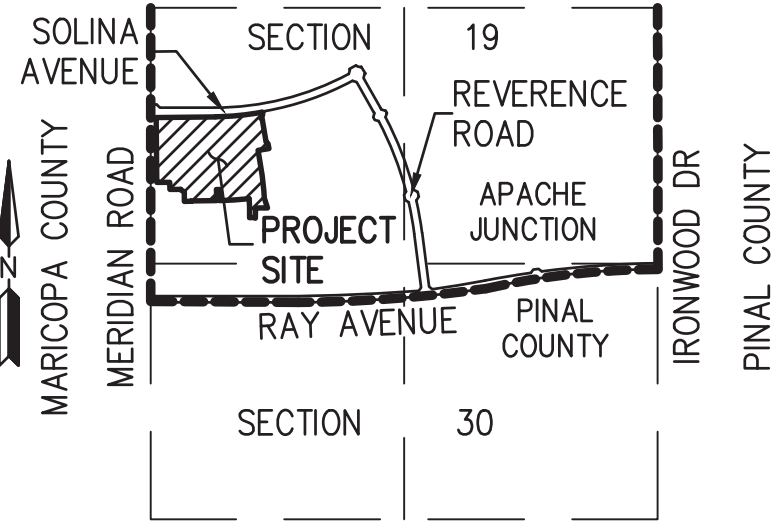 SOLINA
AVENUE
SECTION 19
REVERENCE
ROAD
APACHE
JUNCTION
PROJECT
SITE
MARICOPA COUNTY
MERIDIAN ROAD
N
RAY AVENUE
PINAL
COUNTY
IRONWOOD DR
PINAL COUNTY
SECTION 30